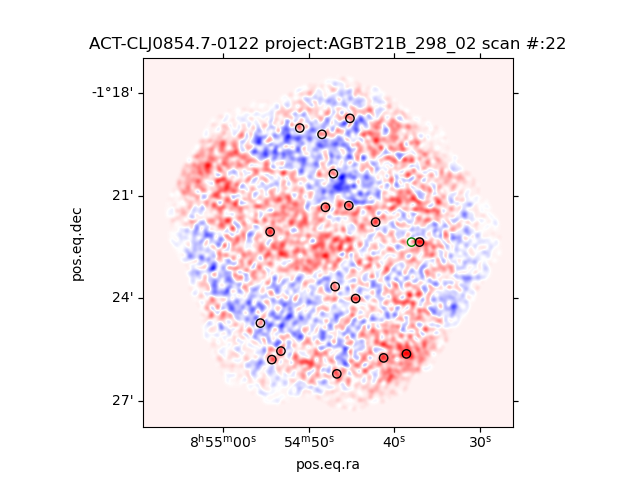 ACT-CLJ0854.7-0122 project:AGBT21B_298_02 scan #:22
-1°18'
21'
24'
27'
pos.eq.dec
8ʰ55ᵐ00ˢ 54ᵐ50ˢ 40ˢ 30ˢ
pos.eq.ra